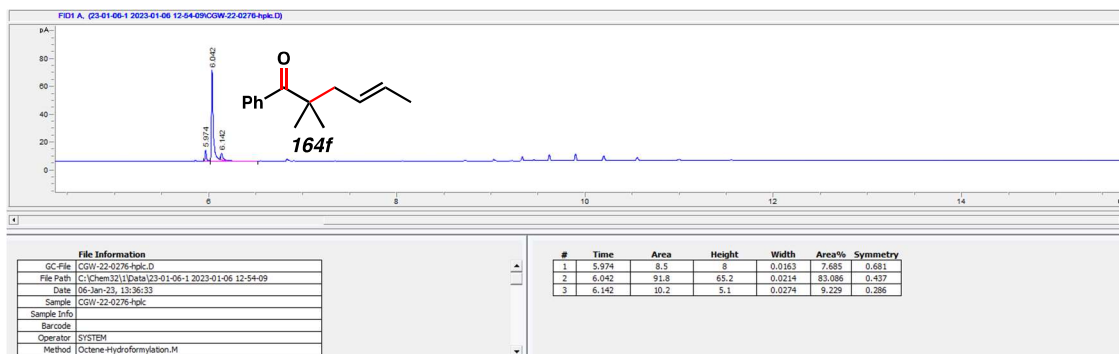 FID1 A, (23-01-06-1 2023-01-06 12-54-09\CGW-22-0276-hplc.D)
pA
80
60
40
20
0
5.974
6.042
6.142
O
Ph
164f
6 8 10 12 14
File Information
GC-File CGW-22-0276-hplc.D
File Path C:\Chem32\1\Data\23-01-06-1 2023-01-06 12-54-09
Date 06-Jan-23, 13:36:33
Sample CGW-22-0276-hplc
Sample Info
Barcode
Operator SYSTEM
Method Octene-Hydroformylation.M
# Time Area Height Width Area% Symmetry
1 5.974 8.5 8 0.0163 7.685 0.681
2 6.042 91.8 65.2 0.0214 83.086 0.437
3 6.142 10.2 5.1 0.0274 9.229 0.286